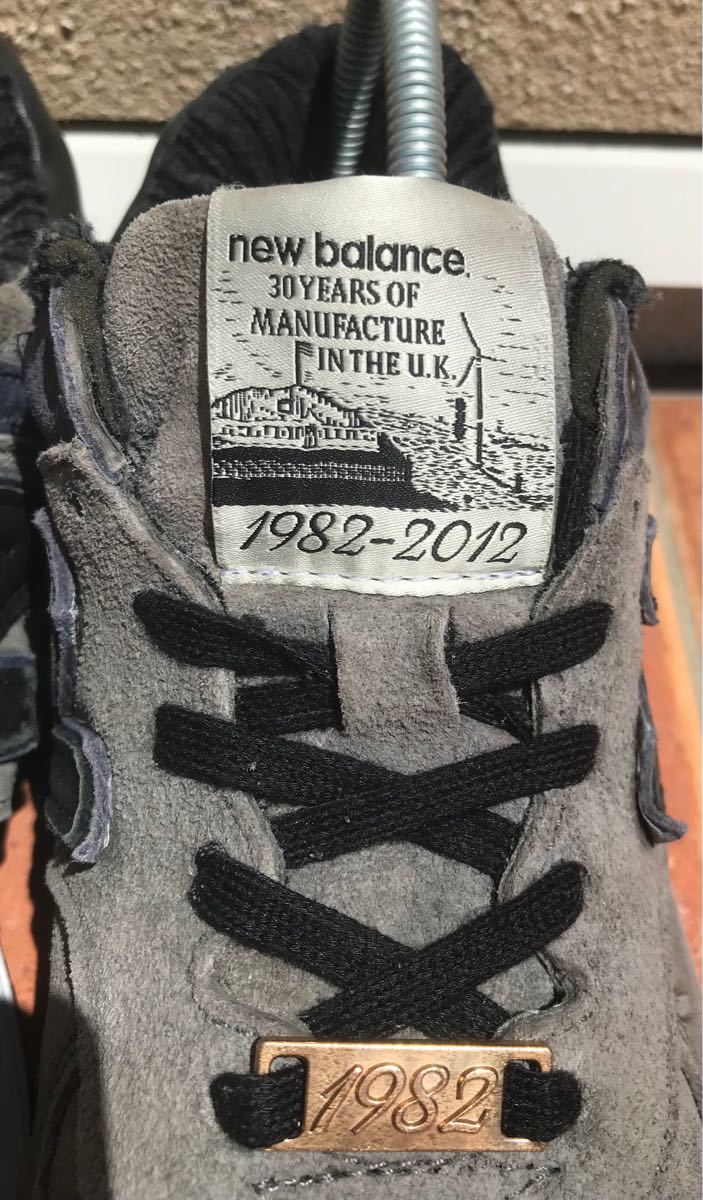 new balance.
30 YEARS OF
MANUFACTURE
IN THE U.K.
1982-2012
1982